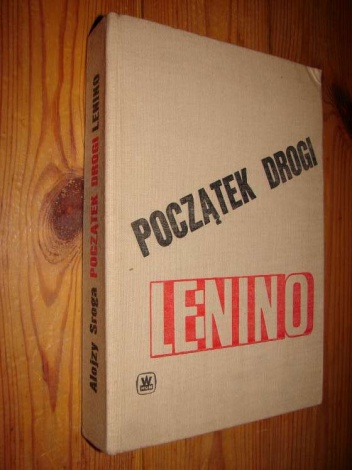 Alojzy Sroga POCZĄTEK DROGI LENINO
POCZĄTEK DROGI
LENINO
W